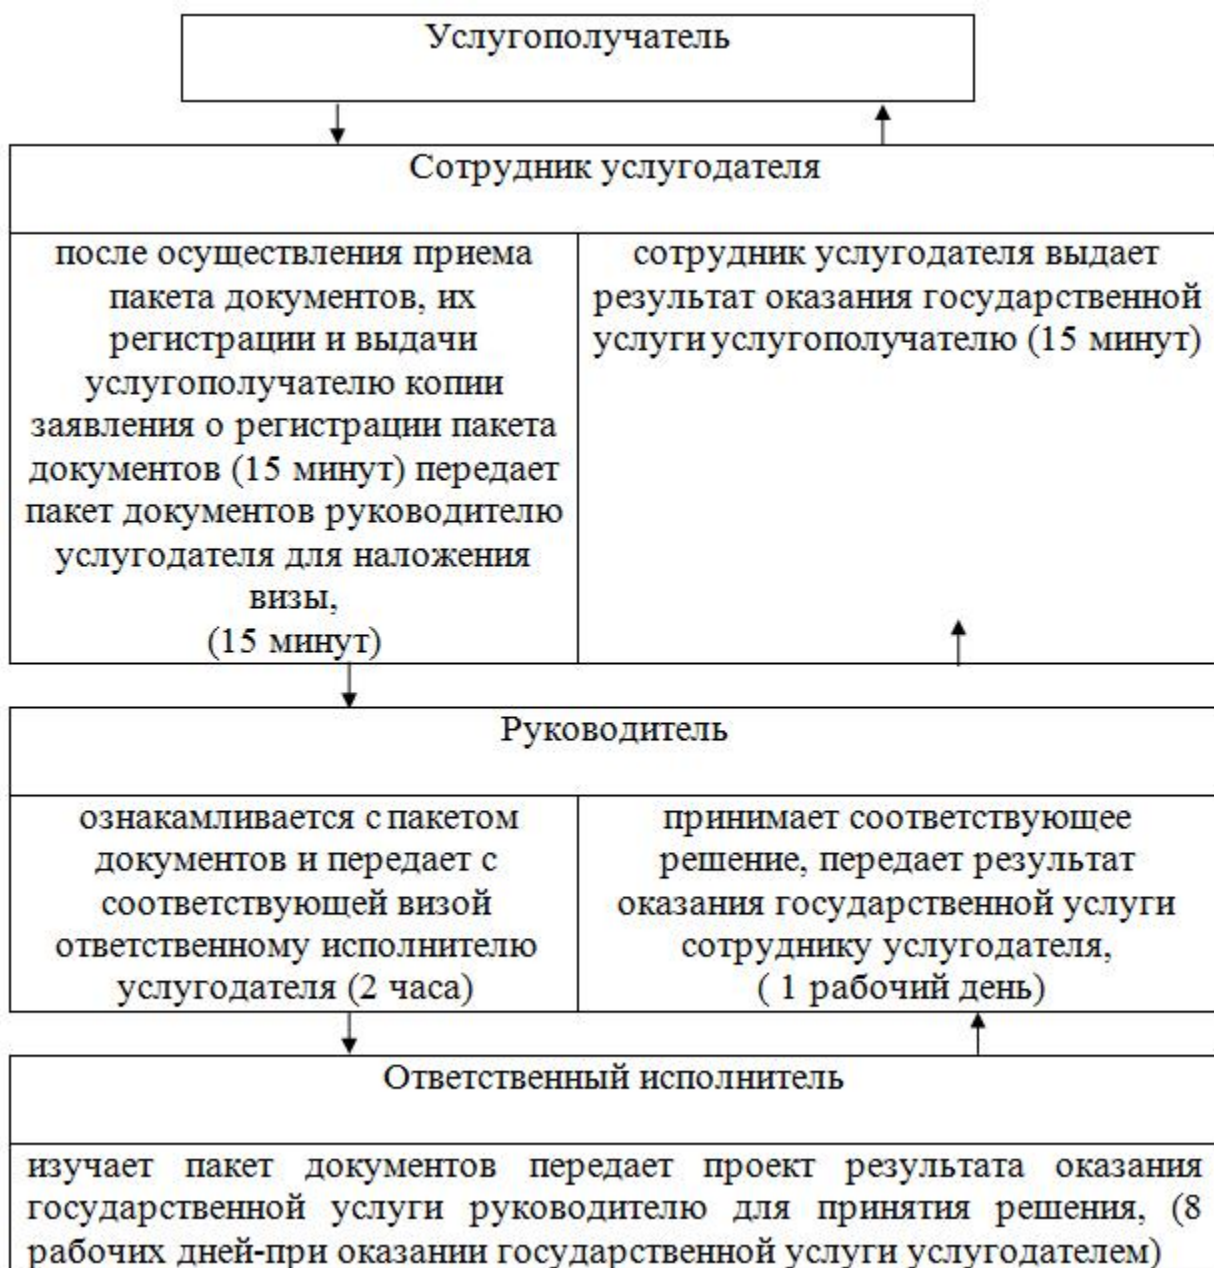 Услугополучатель
Сотрудник услугодателя
после осуществления приема
пакета документов, их
регистрации и выдачи
услугополучателю копии
заявления о регистрации пакета
документов (15 минут) передает
пакет документов руководителю
услугодателя для наложения
визы,
(15 минут)
сотрудник услугодателя выдает
результат оказания государственной
услуги услугополучателю (15 минут)
Руководитель
ознакамливается с пакетом
документов и передает с
соответствующей визой
ответственному исполнителю
услугодателя (2 часа)
принимает соответствующее
решение, передает результат
оказания государственной услуги
сотруднику услугодателя,
( 1 рабочий день)
Ответственный исполнитель
изучает пакет документов передает проект результата оказания
государственной услуги руководителю для принятия решения, (8
рабочих дней-при оказании государственной услуги услугодателем)